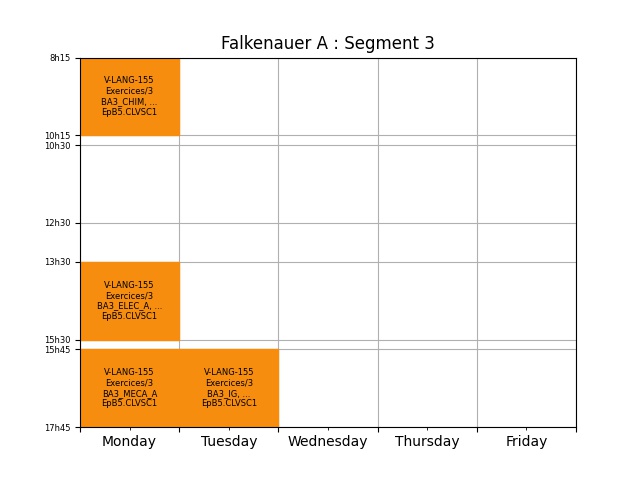 Falkenauer A : Segment 3
8h15
V-LANG-155
Exercices/3
BA3_CHIM, ...
EpB5.CLVSC1
10h15
10h30
12h30
13h30
V-LANG-155
Exercices/3
BA3_ELEC_A, ...
EpB5.CLVSC1
15h30
15h45
V-LANG-155
Exercices/3
BA3_MECA_A
EpB5.CLVSC1
V-LANG-155
Exercices/3
BA3_IG, ...
EpB5.CLVSC1
17h45
Monday Tuesday Wednesday Thursday Friday